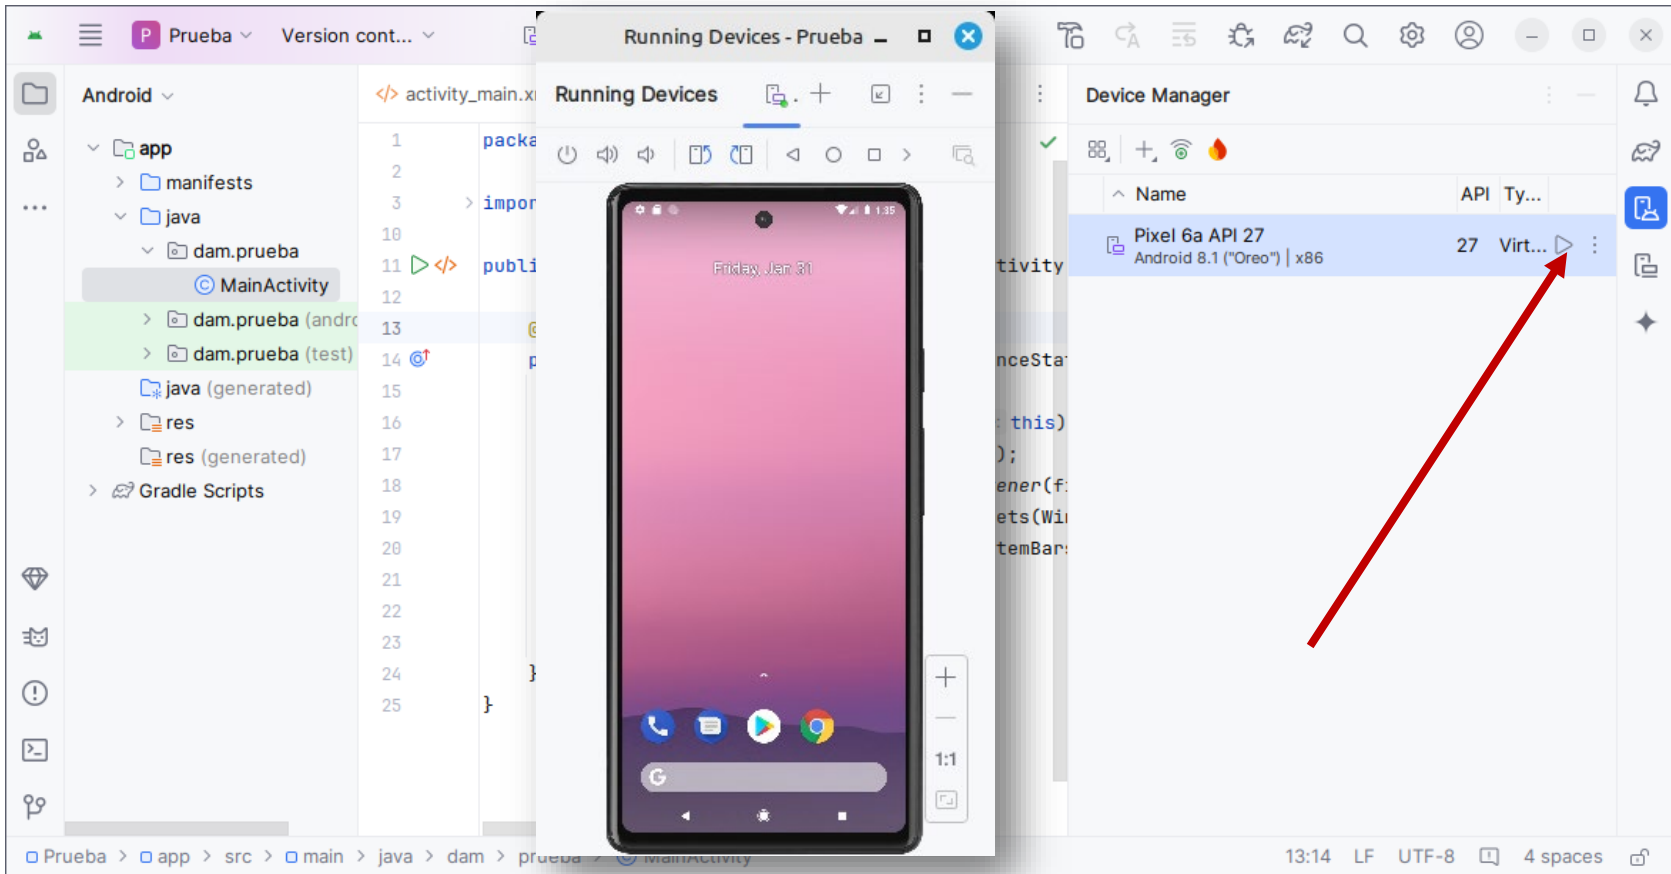 P Prueba
Version cont...
Running Devices - Prueba
Android
</> activity_main.x
Running Devices
Device Manager
app
manifests
java
dam.prueba
MainActivity
dam.prueba (andro
dam.prueba (test)
java (generated)
res
res (generated)
Gradle Scripts
1 packa
2
3 impor
10
11 </> publi tivity
12
13 @
14 p nceStat
15
16 this)
17 );
18 ener(f
19 ets(Win
20 temBars
21
22
23
24 }
25 }
1:35
Friday, Jan 31
G
1:1
Name API Ty...
Pixel 6a API 27 27 Virt...
Android 8.1 ("Oreo") | x86
Prueba > app > src > main > java > dam > prueba > MainActivity
13:14 LF UTF-8 4 spaces